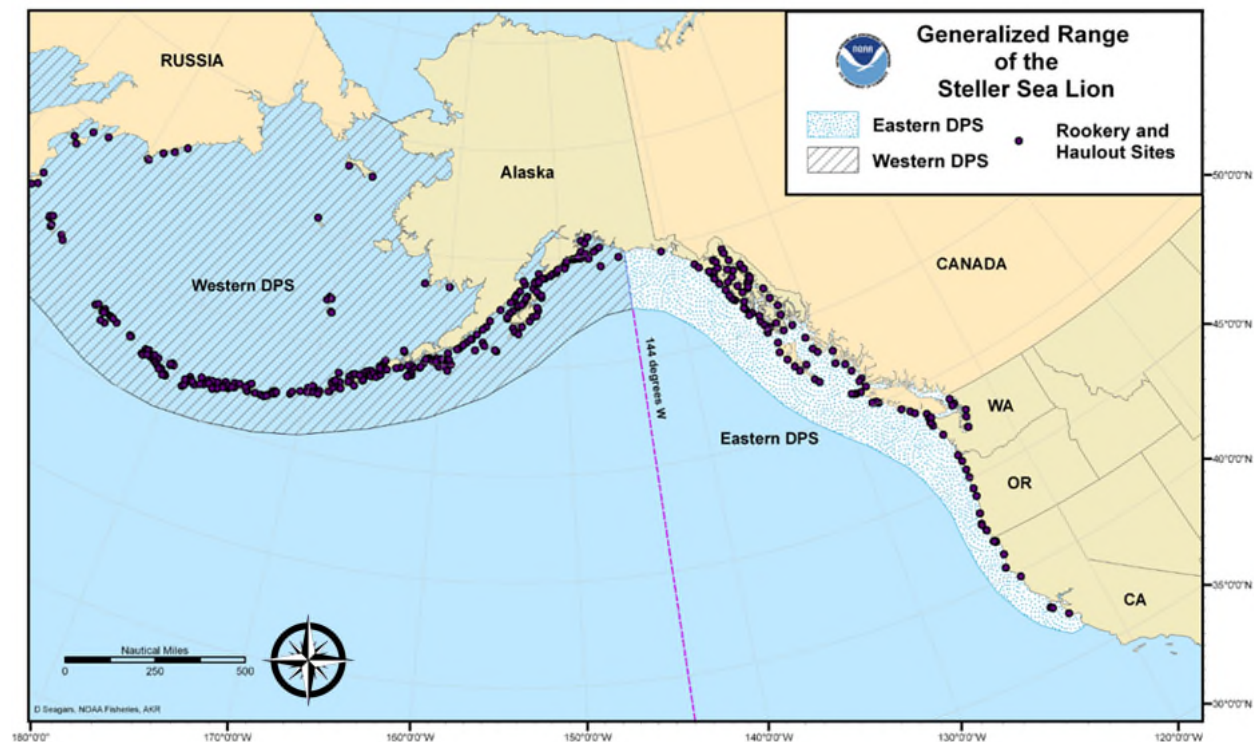 Generalized Range
of the
Steller Sea Lion
NOAA
Eastern DPS
Western DPS
Rookery and
Haulout Sites
RUSSIA
Alaska
CANADA
Western DPS
Eastern DPS
144 degrees W
WA
OR
CA
50°0'0"N
45°0'0"N
40°0'0"N
35°0'0"N
30°0'0"N
Nautical Miles
0 250 500
D Seagars, NOAA Fisheries, AKR
180°0'0"W 170°0'0"W 160°0'0"W 150°0'0"W 140°0'0"W 130°0'0"W 120°0'0"W